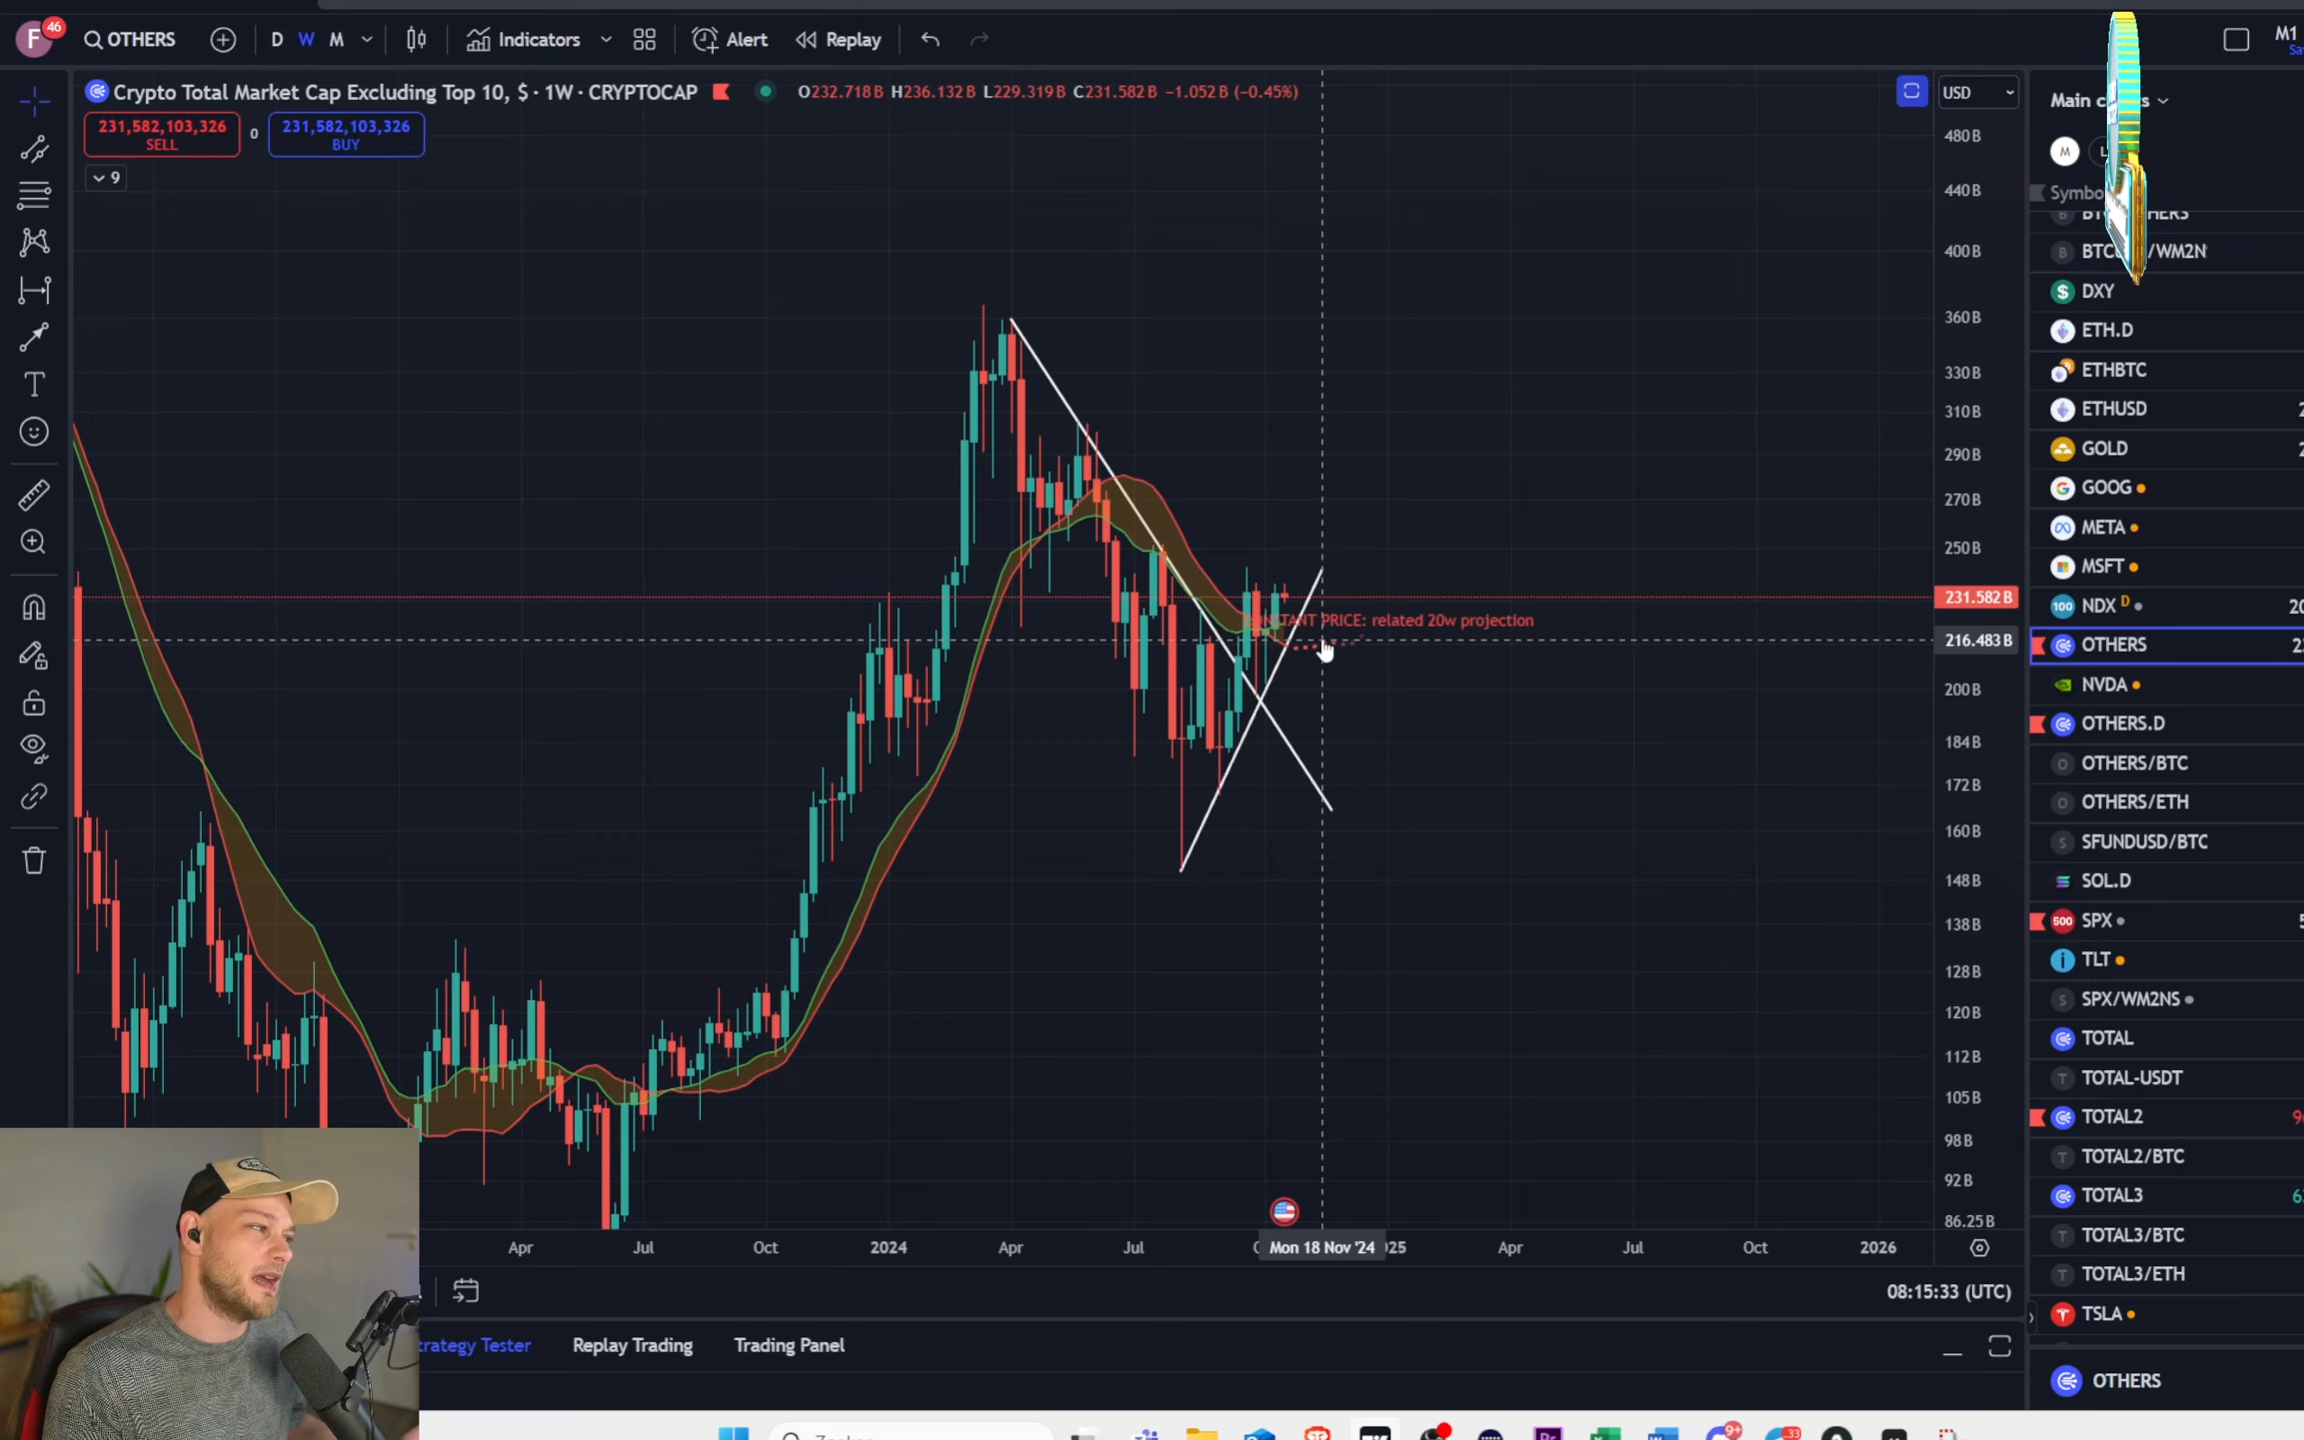 F 46 OTHERS D W M Indicators Alert Replay M1
Crypto Total Market Cap Excluding Top 10, $ · 1W · CRYPTOCAP O232.718B H236.132B L229.319B C231.582B −1.052B (−0.45%) USD
231,582,103,326 SELL 0 231,582,103,326 BUY
9
480B
440B
400B
360B
330B
310B
290B
270B
250B
231.582B
216.483B
200B
184B
172B
160B
148B
138B
128B
120B
112B
105B
98B
92B
86.25B
PRICE: related 20w projection
Apr Jul Oct 2024 Apr Jul Mon 18 Nov '24 Apr Jul Oct 2026
08:15:33 (UTC)
trategy Tester Replay Trading Trading Panel
M
DXY
ETH.D
ETHBTC
ETHUSD
GOLD
GOOG
META
MSFT
100 NDX D
OTHERS
NVDA
OTHERS.D
OTHERS/BTC
OTHERS/ETH
SFUNDUSD/BTC
SOL.D
500 SPX
TLT
SPX/WM2NS
TOTAL
TOTAL-USDT
TOTAL2
TOTAL2/BTC
TOTAL3
TOTAL3/BTC
TOTAL3/ETH
TSLA
OTHERS